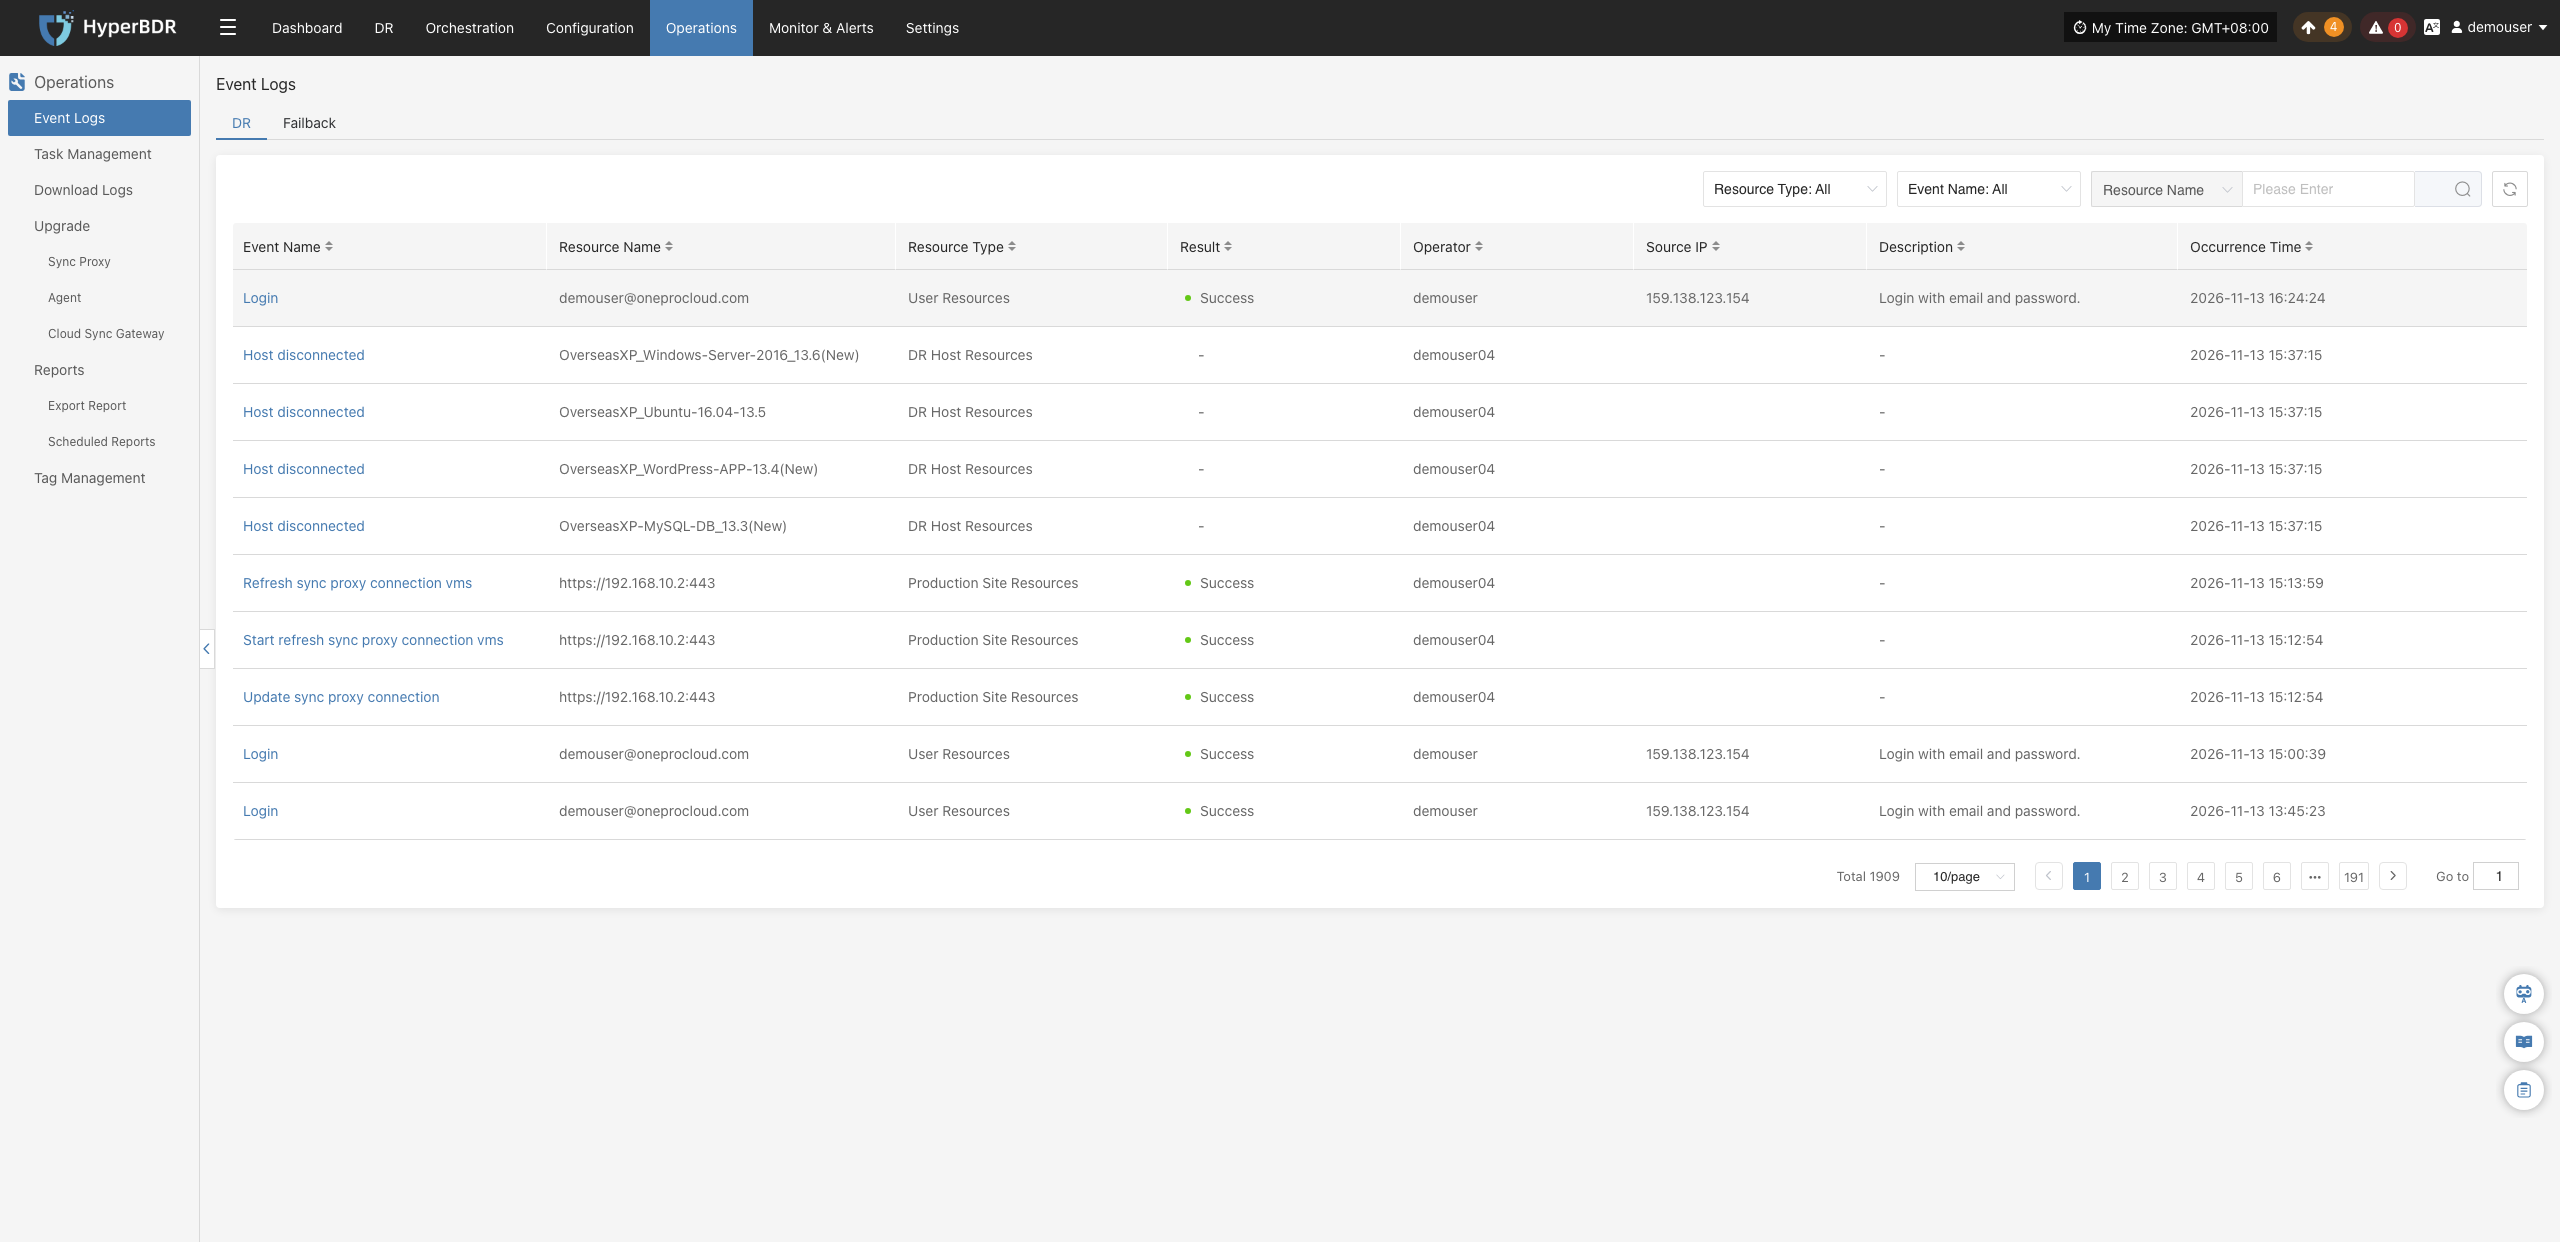 HyperBDR
Dashboard DR Orchestration Configuration Operations Monitor & Alerts Settings
My Time Zone: GMT+08:00 4 0 demouser
Operations
Event Logs
Task Management
Download Logs
Upgrade
Sync Proxy
Agent
Cloud Sync Gateway
Reports
Export Report
Scheduled Reports
Tag Management
Event Logs
DR Failback
Resource Type: All Event Name: All Resource Name Please Enter
Event Name Resource Name Resource Type Result Operator Source IP Description Occurrence Time
Login demouser@oneprocloud.com User Resources Success demouser 159.138.123.154 Login with email and password. 2026-11-13 16:24:24
Host disconnected OverseasXP_Windows-Server-2016_13.6(New) DR Host Resources - demouser04 - 2026-11-13 15:37:15
Host disconnected OverseasXP_Ubuntu-16.04-13.5 DR Host Resources - demouser04 - 2026-11-13 15:37:15
Host disconnected OverseasXP_WordPress-APP-13.4(New) DR Host Resources - demouser04 - 2026-11-13 15:37:15
Host disconnected OverseasXP-MySQL-DB_13.3(New) DR Host Resources - demouser04 - 2026-11-13 15:37:15
Refresh sync proxy connection vms https://192.168.10.2:443 Production Site Resources Success demouser04 - 2026-11-13 15:13:59
Start refresh sync proxy connection vms https://192.168.10.2:443 Production Site Resources Success demouser04 - 2026-11-13 15:12:54
Update sync proxy connection https://192.168.10.2:443 Production Site Resources Success demouser04 - 2026-11-13 15:12:54
Login demouser@oneprocloud.com User Resources Success demouser 159.138.123.154 Login with email and password. 2026-11-13 15:00:39
Login demouser@oneprocloud.com User Resources Success demouser 159.138.123.154 Login with email and password. 2026-11-13 13:45:23
Total 1909 10/page 1 2 3 4 5 6 ••• 191 Go to 1